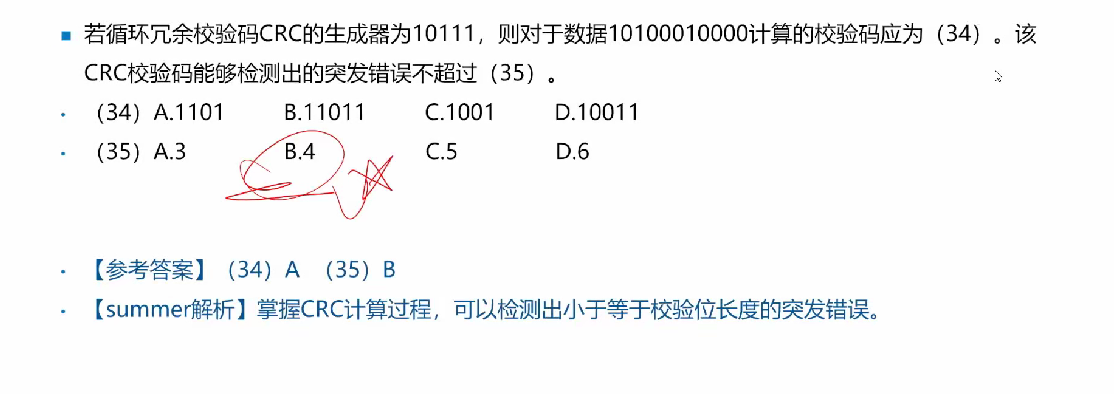 ■ 若循环冗余校验码CRC的生成器为10111，则对于数据10100010000计算的校验码应为（34）。该
CRC校验码能够检测出的突发错误不超过（35）。
• （34）A.1101 B.11011 C.1001 D.10011
• （35）A.3 B.4 C.5 D.6
• 【参考答案】（34）A （35）B
• 【summer解析】掌握CRC计算过程，可以检测出小于等于校验位长度的突发错误。